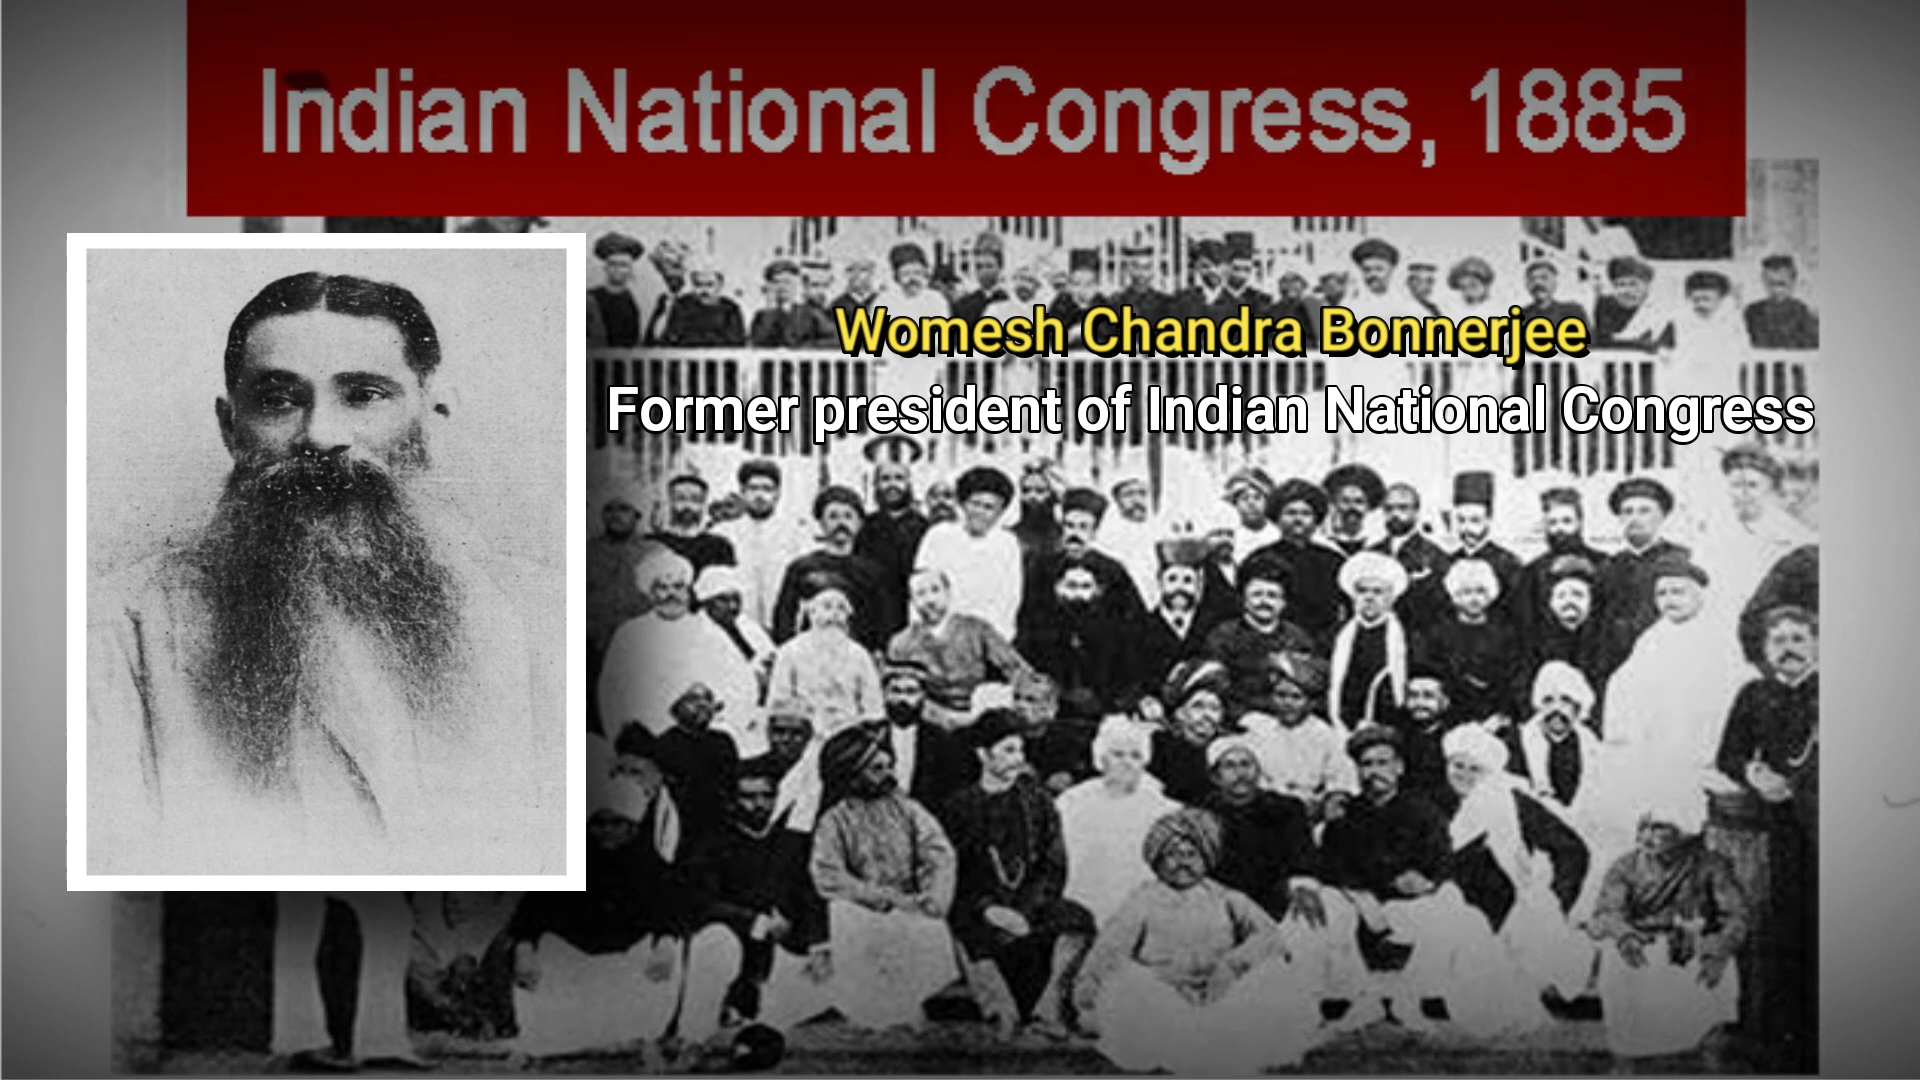 Indian National Congress, 1885
Womesh Chandra Bonnerjee
Former president of Indian National Congress